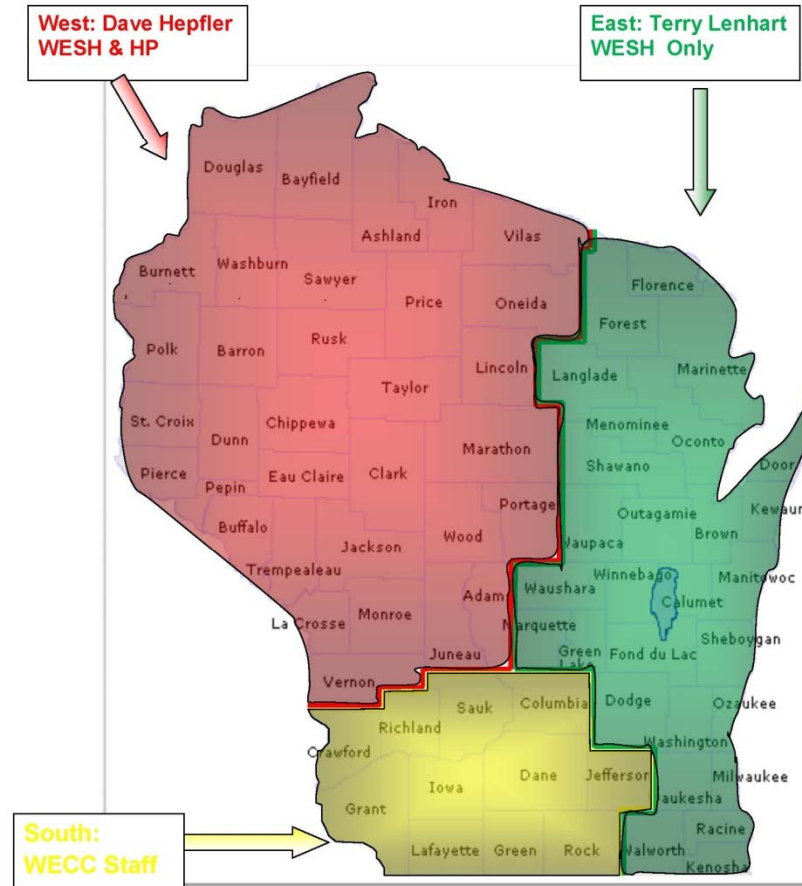 West: Dave Hepfler
WESH & HP
East: Terry Lenhart
WESH Only
Douglas
Bayfield
Iron
Ashland
Vilas
Burnett
Washburn
Sawyer
Florence
Price
Oneida
Forest
Polk
Barron
Rusk
Lincoln
Marinette
Langlade
Taylor
St. Croix
Chippewa
Menominee
Dunn
Oconto
Marathon
Shawano
Door
Pierce
Eau Claire
Clark
Pepin
Portage
Kewaun
Outagamie
Buffalo
Brown
Wood
Jackson
Waupaca
Trempealeau
Winnebago
Manitowoc
Waushara
Adam
Calumet
Monroe
La Crosse
Marquette
Sheboygan
Green
Lake
Fond du Lac
Juneau
Vernon
Sauk
Columbia
Dodge
Ozaukee
Richland
Washington
Crawford
Dane
Jefferson
Milwaukee
Iowa
Waukesha
Grant
South:
WECC Staff
Lafayette
Green
Rock
Walworth
Racine
Kenosha